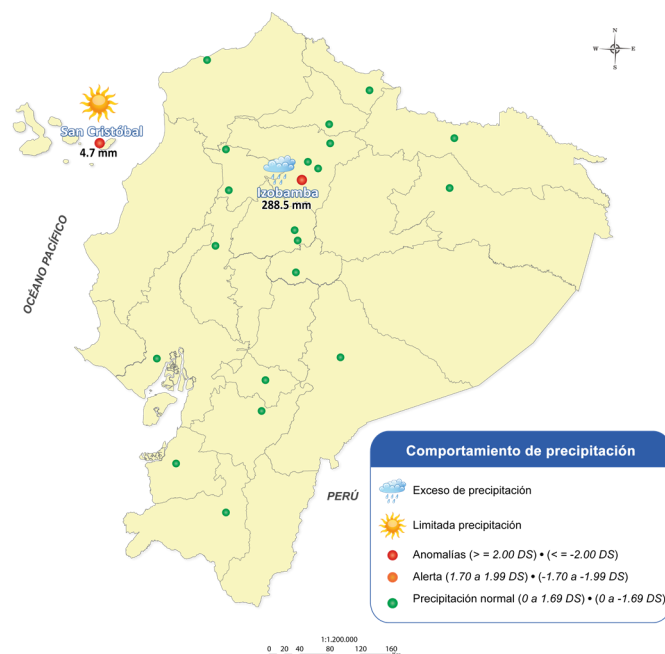 N
W E
S
San Cristóbal
4.7 mm
Izobamba
288.5 mm
OCÉANO PACÍFICO
PERÚ
Comportamiento de precipitación
Exceso de precipitación
Limitada precipitación
Anomalías (> = 2.00 DS) • (< = -2.00 DS)
Alerta (1.70 a 1.99 DS) • (-1.70 a -1.99 DS)
Precipitación normal (0 a 1.69 DS) • (0 a -1.69 DS)
1:1.200.000
0 20 40 80 120 160